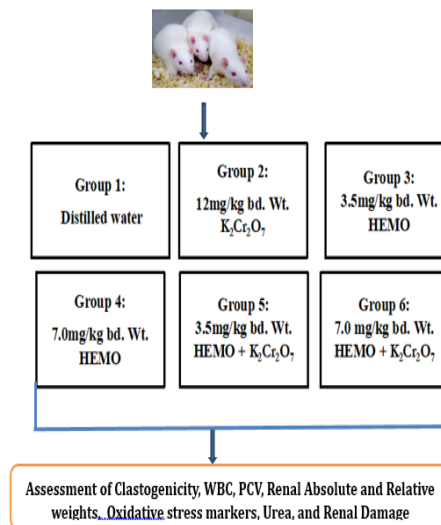 Group 1:
Distilled water
Group 2:
12mg/kg bd. Wt.
K₂Cr₂O₇
Group 3:
3.5mg/kg bd. Wt.
HEMO
Group 4:
7.0mg/kg bd. Wt.
HEMO
Group 5:
3.5mg/kg bd. Wt.
HEMO + K₂Cr₂O₇
Group 6:
7.0 mg/kg bd. Wt.
HEMO + K₂Cr₂O₇
Assessment of Clastogenicity, WBC, PCV, Renal Absolute and Relative
weights, Oxidative stress markers, Urea, and Renal Damage